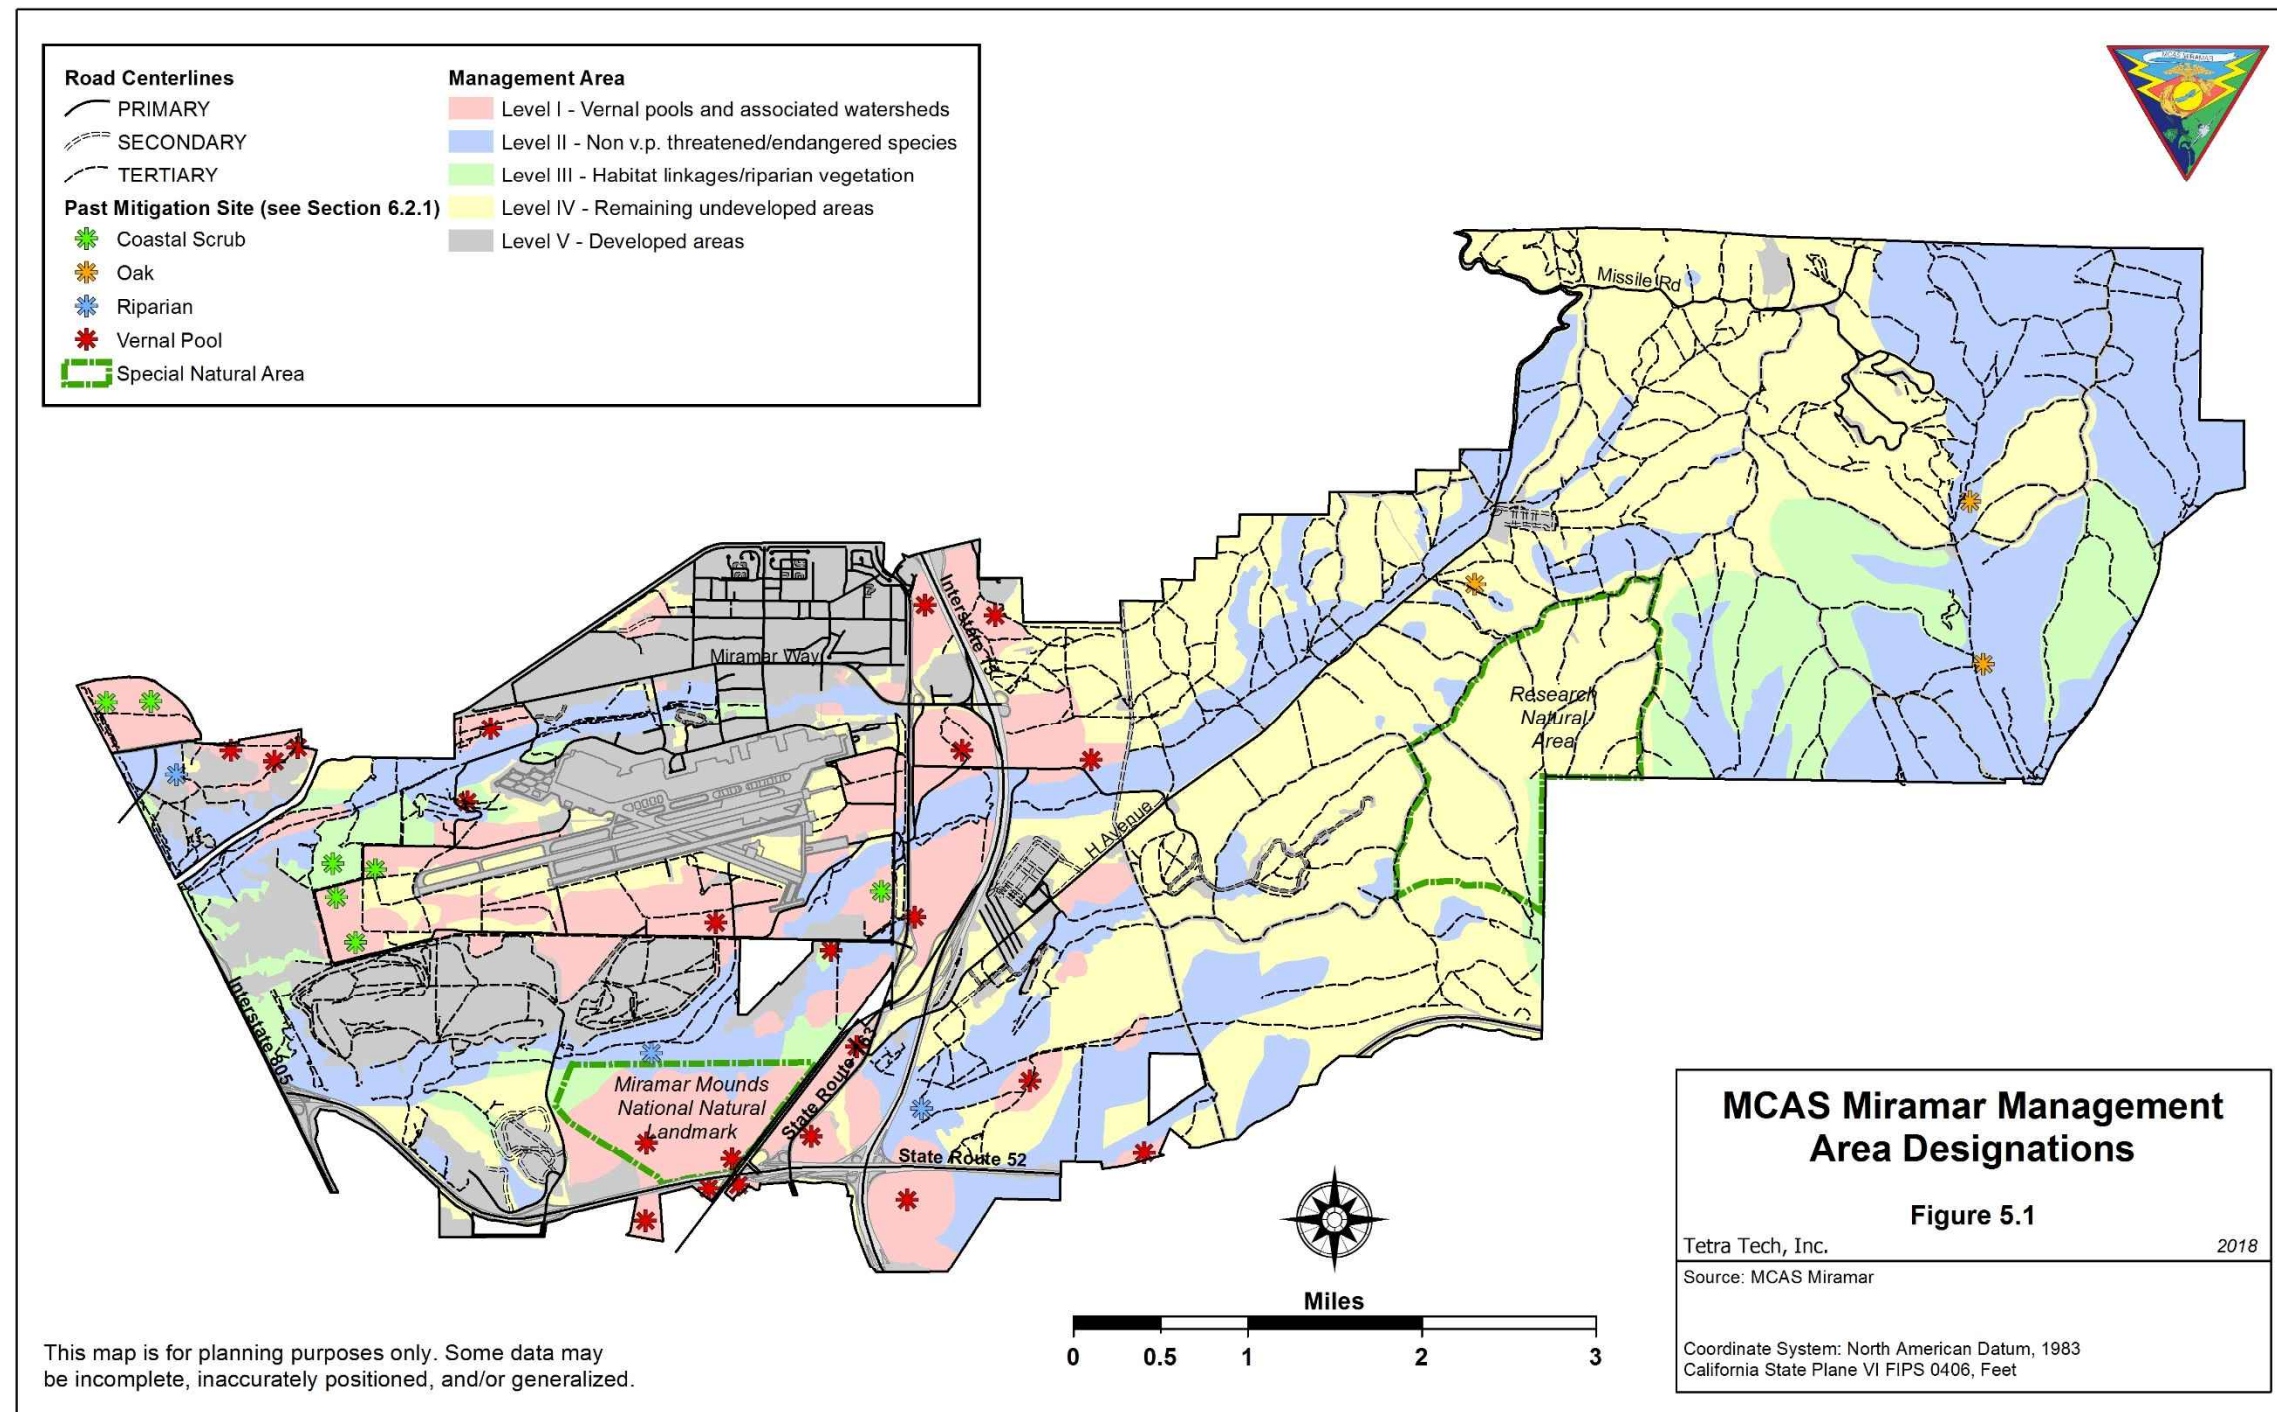 Road Centerlines
PRIMARY
SECONDARY
TERTIARY
Past Mitigation Site (see Section 6.2.1)
Coastal Scrub
Oak
Riparian
Vernal Pool
Special Natural Area
Management Area
Level I - Vernal pools and associated watersheds
Level II - Non v.p. threatened/endangered species
Level III - Habitat linkages/riparian vegetation
Level IV - Remaining undeveloped areas
Level V - Developed areas
MCAS MIRAMAR
Missile Rd
Interstate 15
Miramar Way
Research
Natural
Area
H Avenue
Interstate 805
Miramar Mounds
National Natural
Landmark
State Route 163
State Route 52
MCAS Miramar Management
Area Designations
Figure 5.1
Tetra Tech, Inc.
2018
Source: MCAS Miramar
Coordinate System: North American Datum, 1983
California State Plane VI FIPS 0406, Feet
Miles
0 0.5 1 2 3
This map is for planning purposes only. Some data may
be incomplete, inaccurately positioned, and/or generalized.